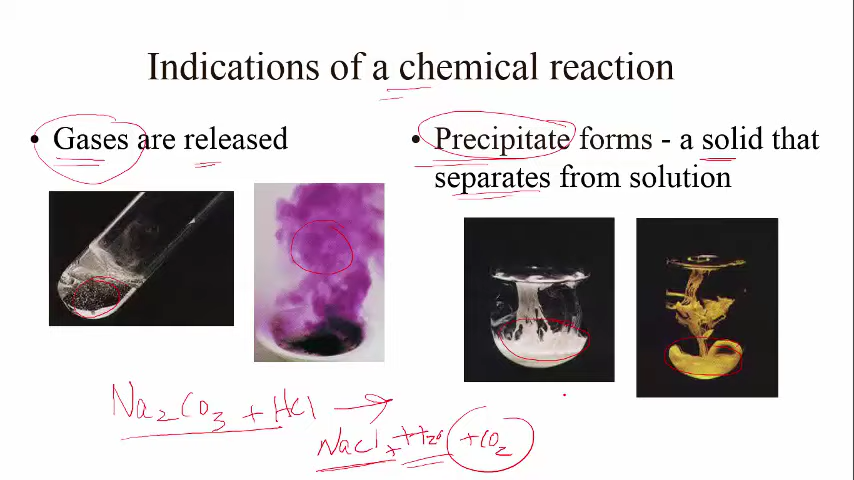 Indications of a chemical reaction
• Gases are released
• Precipitate forms - a solid that
separates from solution
Na₂CO₃ + HCl →
NaCl + H₂O + CO₂